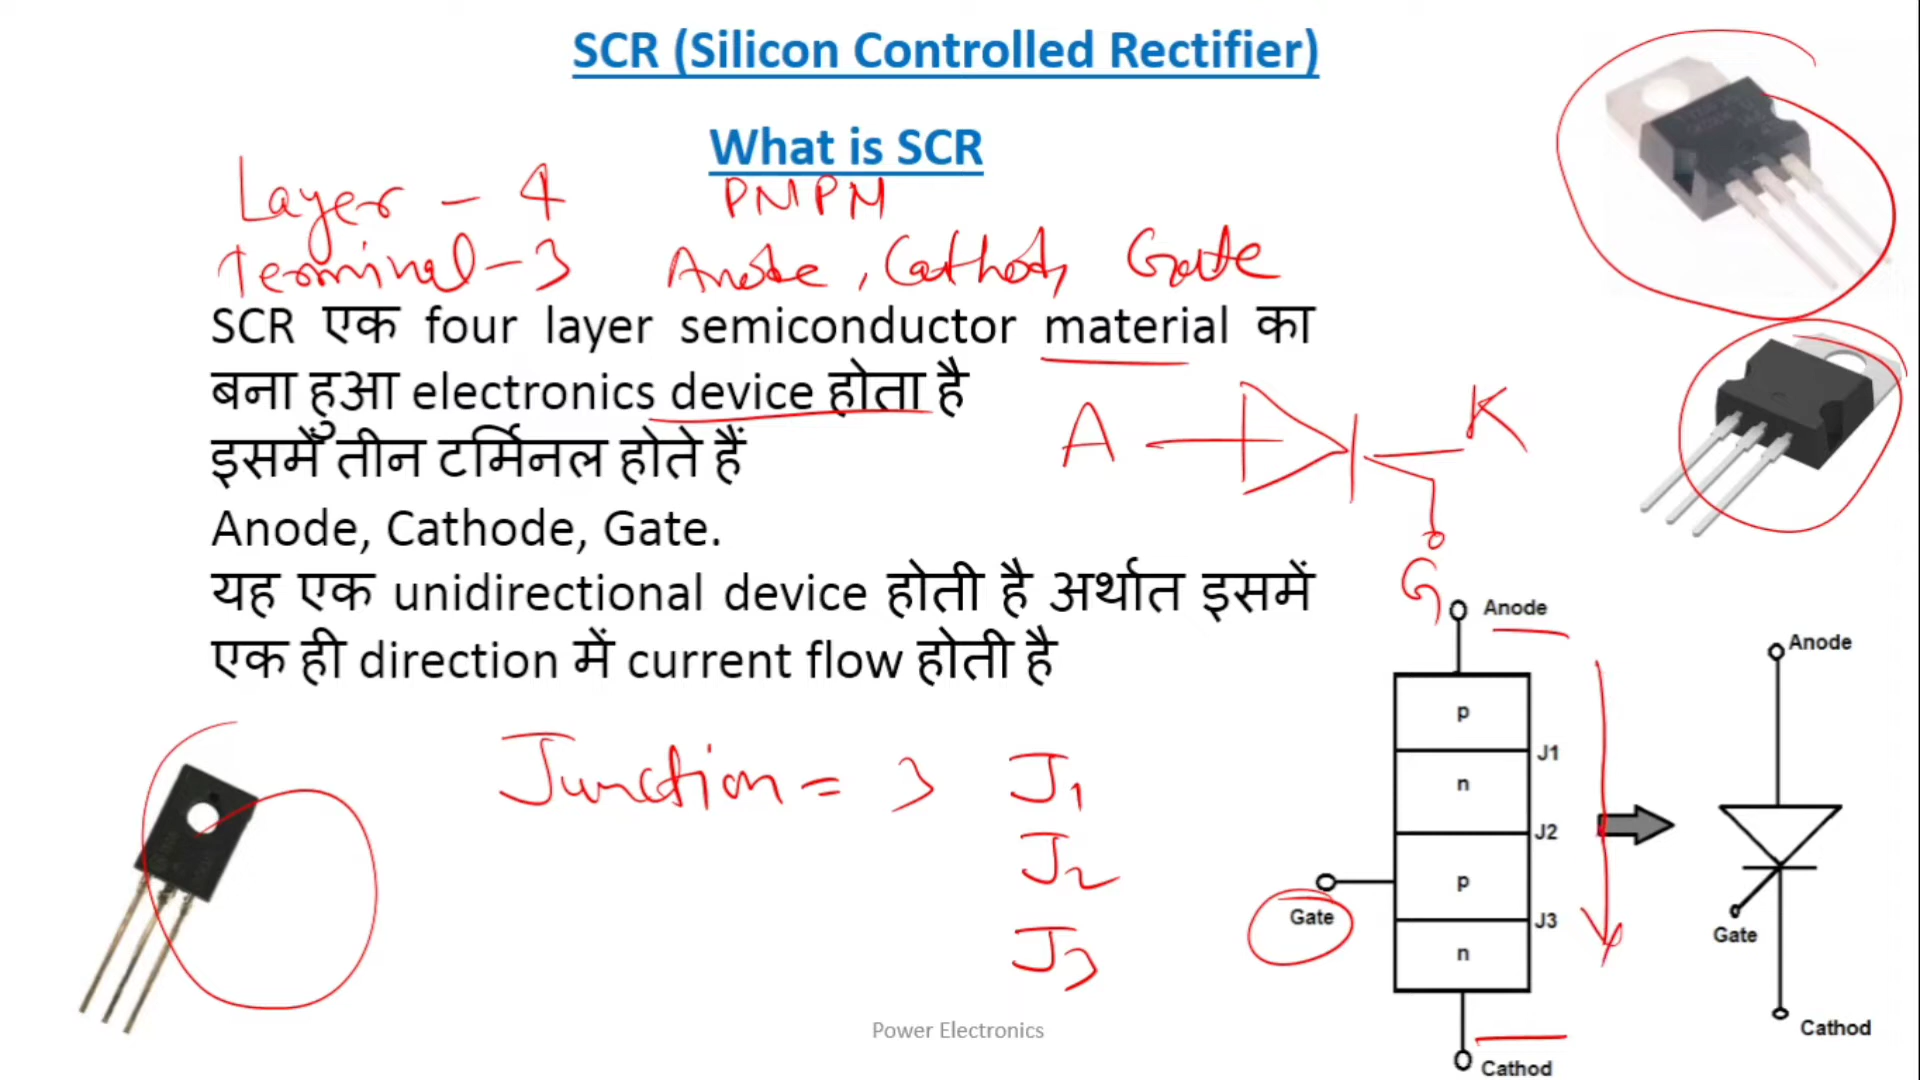 SCR (Silicon Controlled Rectifier)
What is SCR
Layer - 4 PNPN
Terminal - 3 Anode, Cathod, Gate
SCR एक four layer semiconductor material का
बना हुआ electronics device होता है
इसमें तीन टर्मिनल होते हैं
Anode, Cathode, Gate.
यह एक unidirectional device होती है अर्थात इसमें
एक ही direction में current flow होती है
A K
G
Junction = 3 J1
J2
J3
Anode
p
J1
n
J2
p
Gate
J3
n
Cathod
Anode
Gate
Cathod
Power Electronics